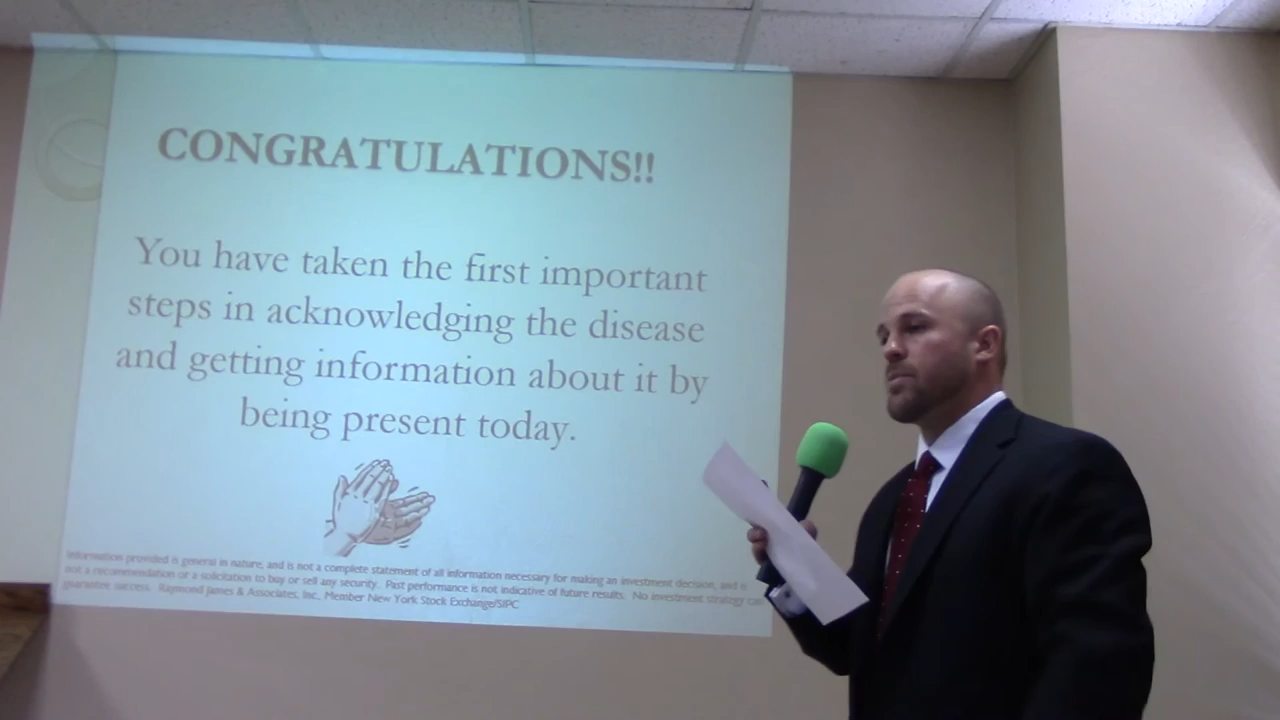 CONGRATULATIONS!!
You have taken the first important
steps in acknowledging the disease
and getting information about it by
being present today.
Information provided is general in nature, and is not a complete statement of all information necessary for making an investment decision, and is
not a recommendation or a solicitation to buy or sell any security. Past performance is not indicative of future results. No investment strategy can
guarantee success. Raymond James & Associates, Inc., Member New York Stock Exchange/SIPC